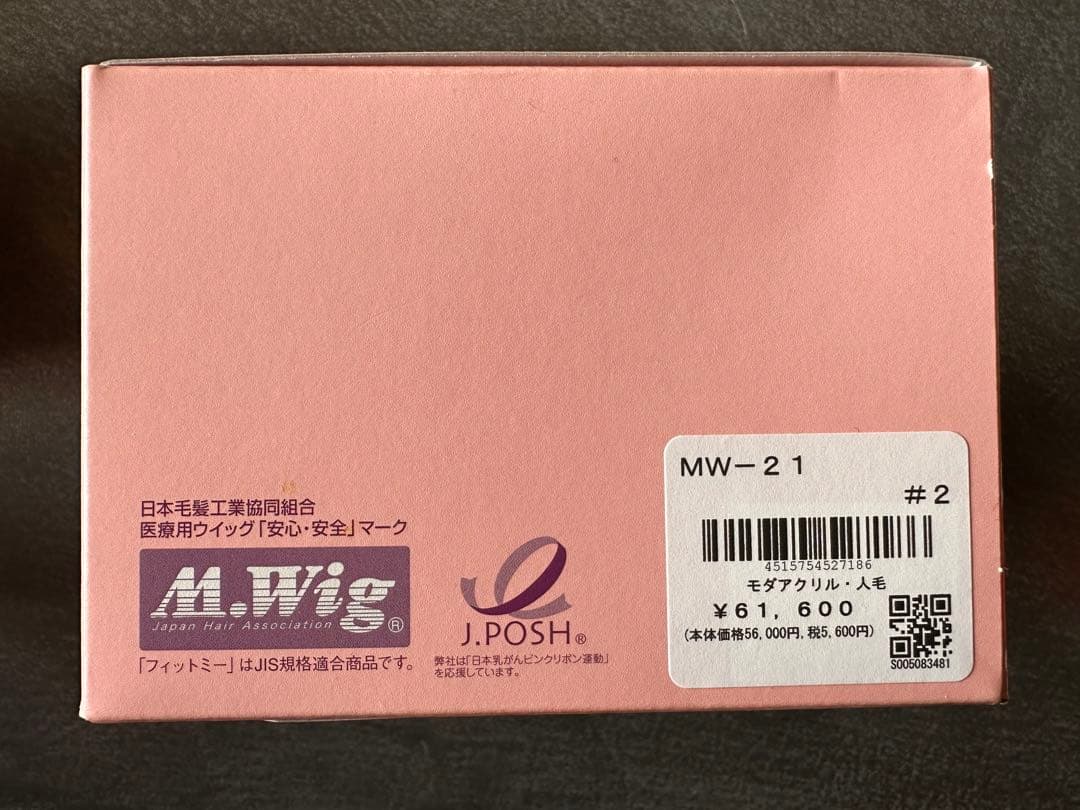 日本毛髪工業協同組合
医療用ウイッグ「安心・安全」マーク
M.Wig
Japan Hair Association ®
「フィットミー」はJIS規格適合商品です。
J.POSH®
弊社は「日本乳がんピンクリボン運動」
を応援しています。
MW−21
#2
4515754527186
モダアクリル・人毛
¥61,600
(本体価格56,000円,税5,600円)
S005083481